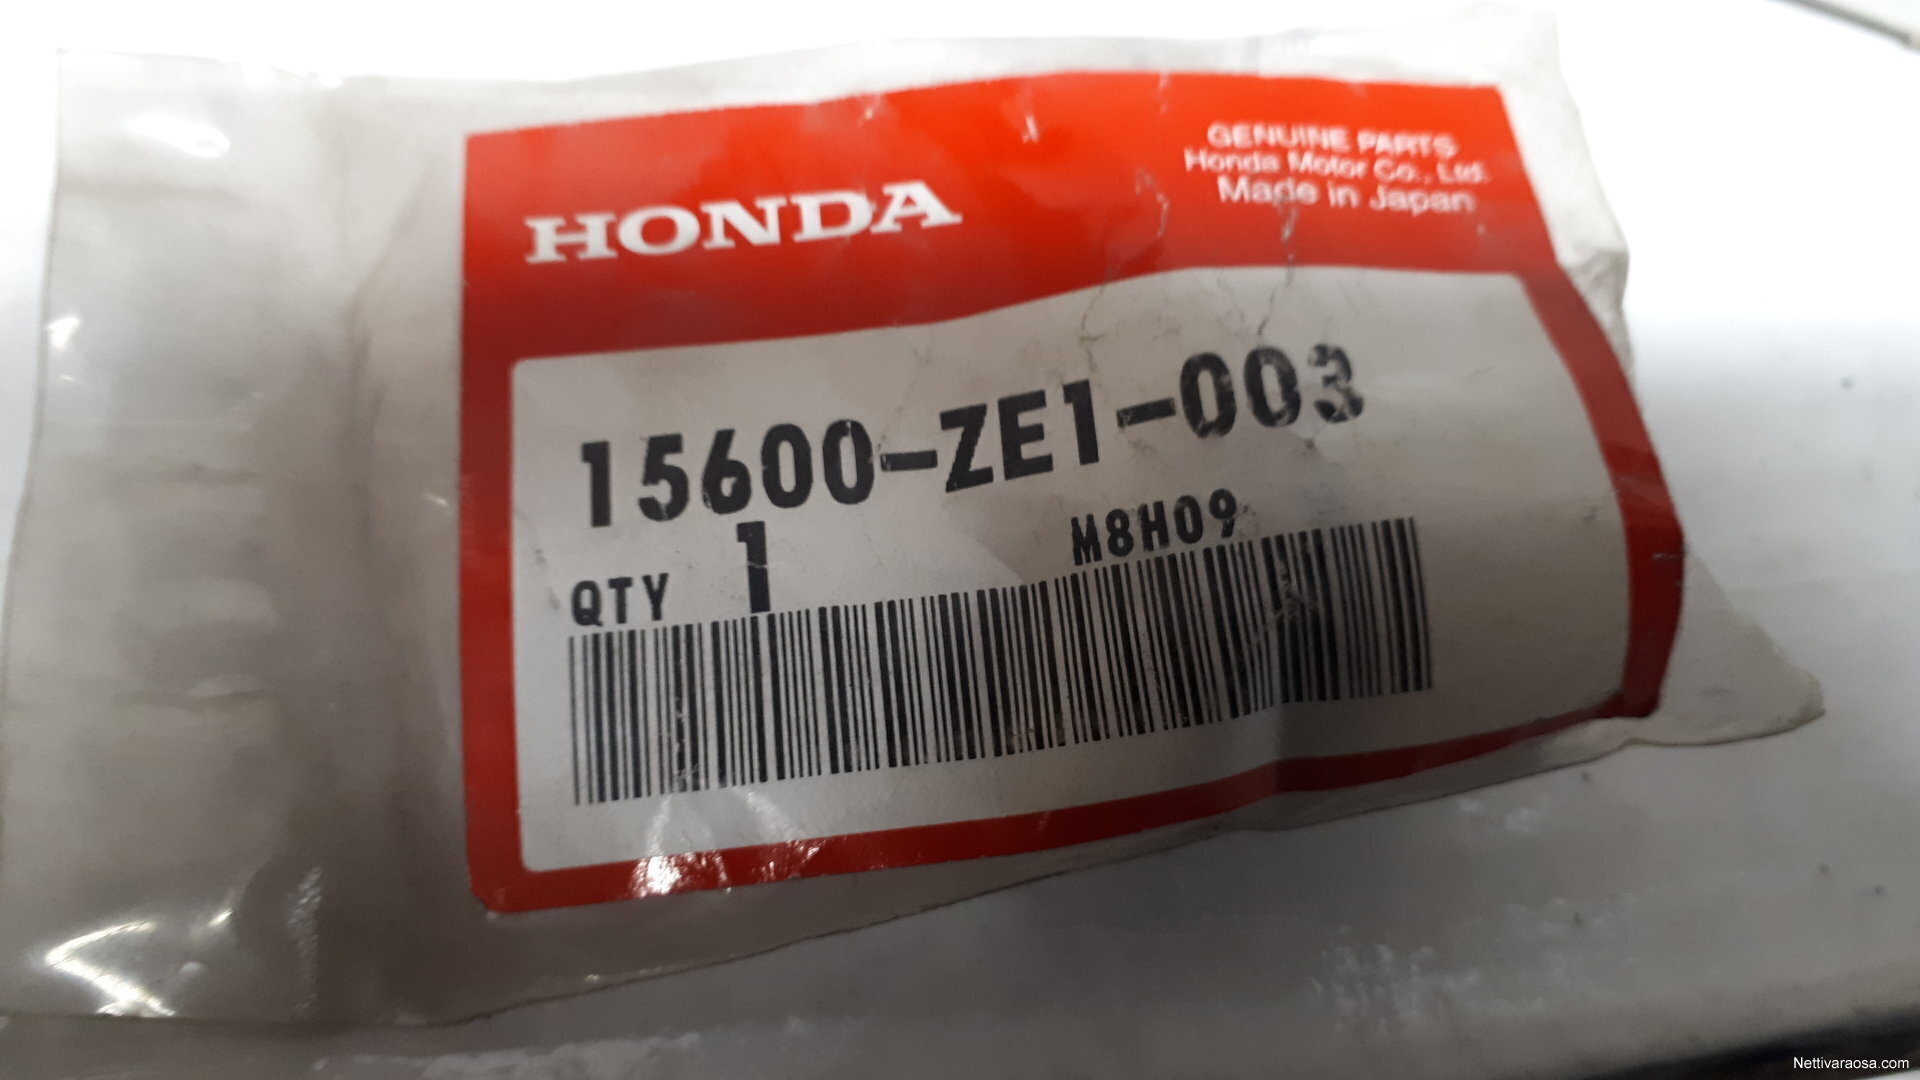 HONDA
GENUINE PARTS
Honda Motor Co., Ltd.
Made in Japan
15600-ZE1-003
QTY 1 M8H09
Nettivaraosa.com